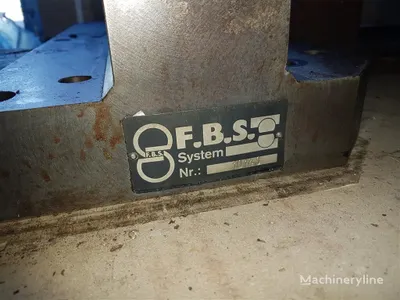 F.B.S.
F.B.S.
System
Nr.:
Machineryline